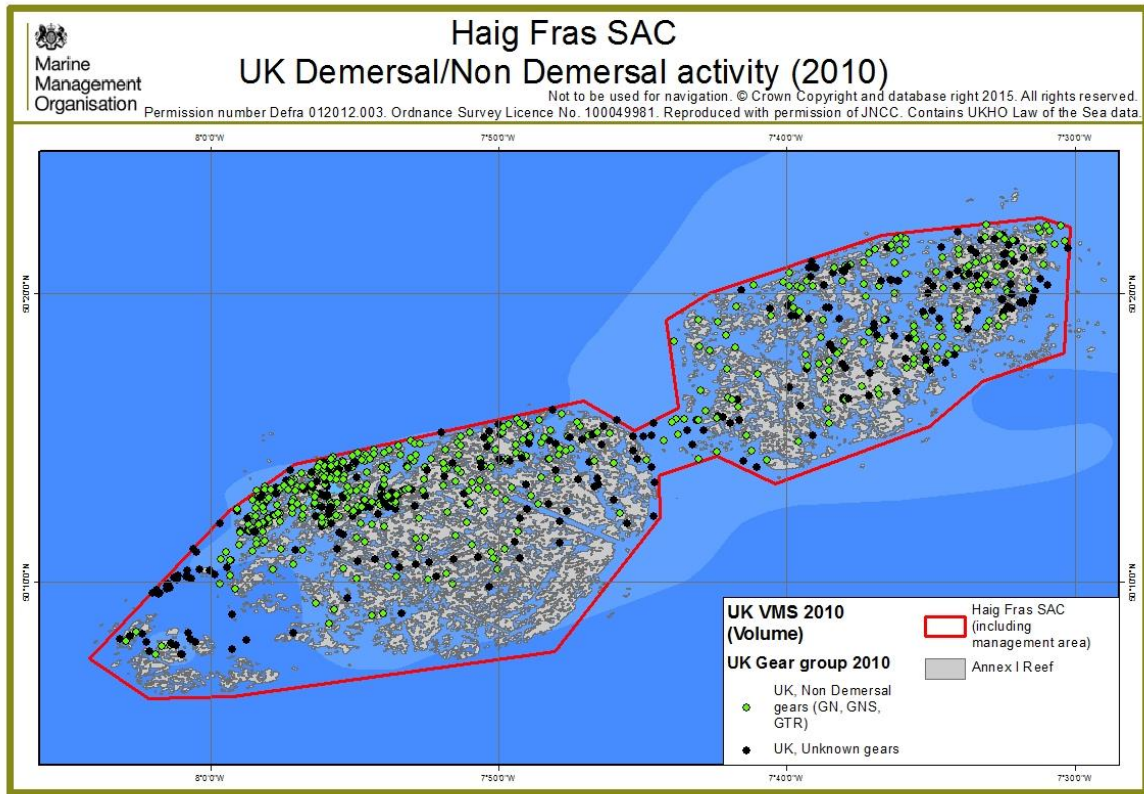 Marine
Management
Organisation
Haig Fras SAC
UK Demersal/Non Demersal activity (2010)
Not to be used for navigation. © Crown Copyright and database right 2015. All rights reserved.
Permission number Defra 012012.003. Ordnance Survey Licence No. 100049981. Reproduced with permission of JNCC. Contains UKHO Law of the Sea data.
8°0'0"W 7°50'0"W 7°40'0"W 7°30'0"W
50°20'0"N 50°20'0"N
50°10'0"N 50°10'0"N
UK VMS 2010
(Volume)
UK Gear group 2010
UK, Non Demersal
gears (GN, GNS,
GTR)
UK, Unknown gears
Haig Fras SAC
(including
management area)
Annex I Reef
8°0'0"W 7°50'0"W 7°40'0"W 7°30'0"W